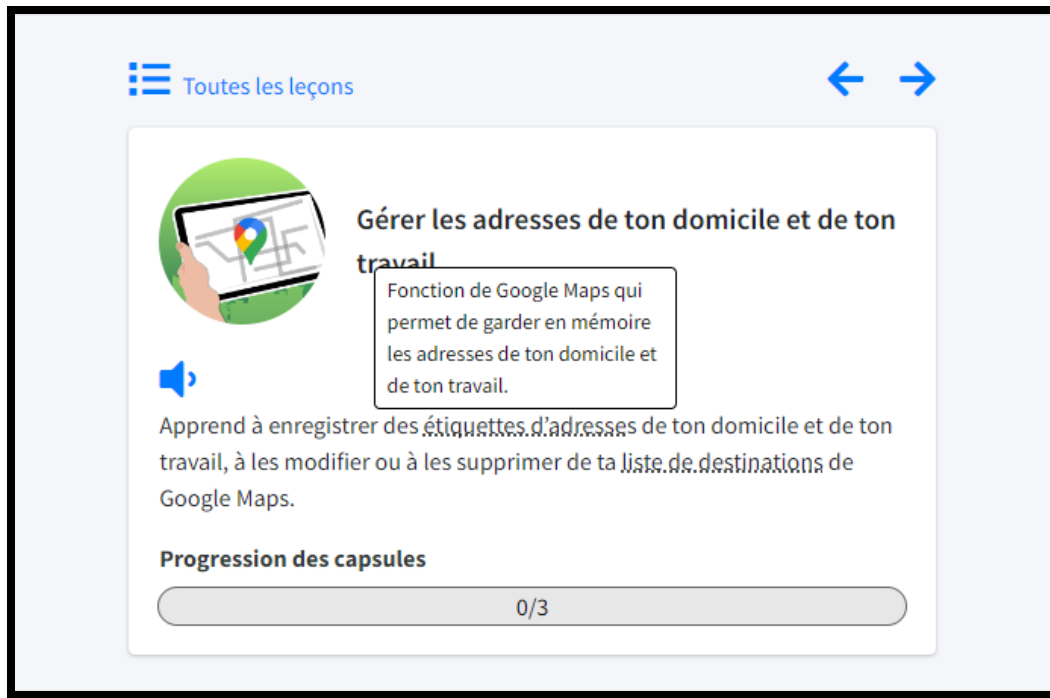 Toutes les leçons
Gérer les adresses de ton domicile et de ton
travail
Fonction de Google Maps qui
permet de garder en mémoire
les adresses de ton domicile et
de ton travail.
Apprend à enregistrer des étiquettes d'adresses de ton domicile et de ton
travail, à les modifier ou à les supprimer de ta liste de destinations de
Google Maps.
Progression des capsules
0/3